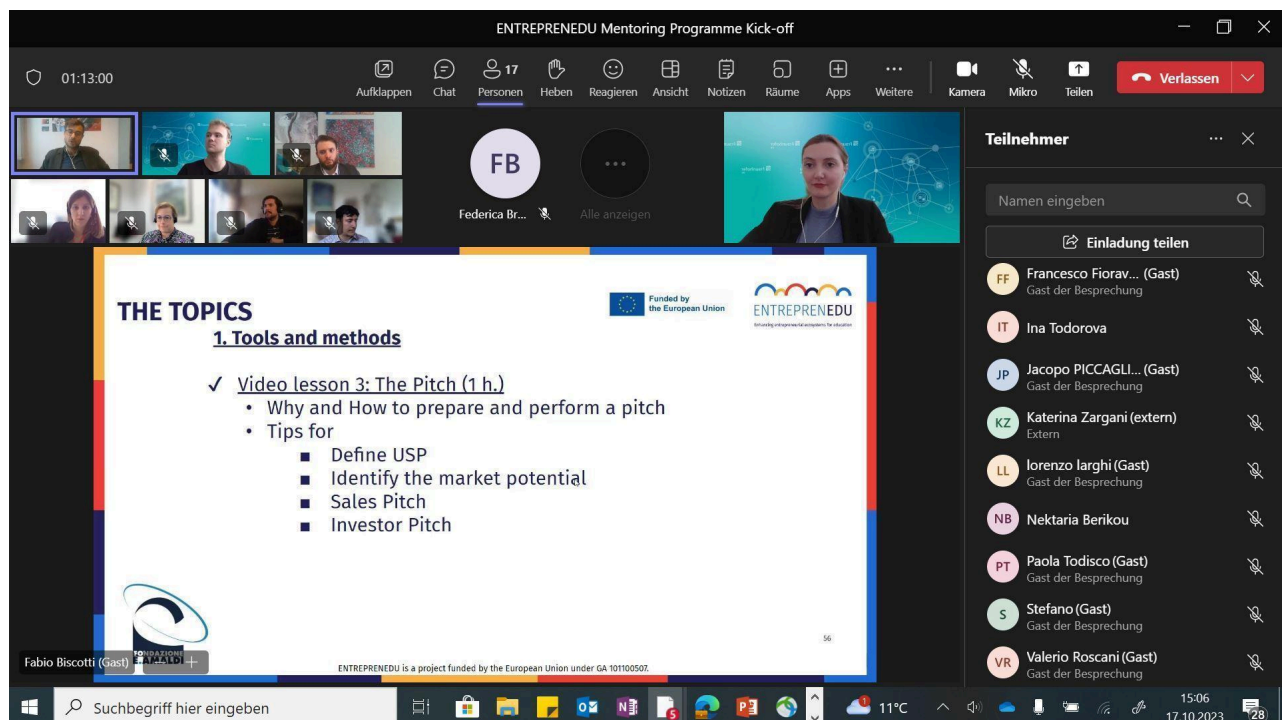 ENTREPRENEDU Mentoring Programme Kick-off
01:13:00
Aufklappen
Chat
17
Personen
Heben
Reagieren
Ansicht
Notizen
Räume
Apps
Weitere
Kamera
Mikro
Teilen
Verlassen
FB
Federica Br...
Alle anzeigen
THE TOPICS
Funded by
the European Union
ENTREPRENEDU
1. Tools and methods
✓ Video lesson 3: The Pitch (1 h.)
• Why and How to prepare and perform a pitch
• Tips for
■ Define USP
■ Identify the market potential
■ Sales Pitch
■ Investor Pitch
FONDAZIONE
E. AMALDI
56
Fabio Biscotti (Gast)
ENTREPRENEDU is a project funded by the European Union under GA 101100507.
Teilnehmer
Namen eingeben
Einladung teilen
FF
Francesco Fiorav... (Gast)
Gast der Besprechung
IT
Ina Todorova
JP
Jacopo PICCAGLI... (Gast)
Gast der Besprechung
KZ
Katerina Zargani (extern)
Extern
LL
lorenzo larghi (Gast)
Gast der Besprechung
NB
Nektaria Berikou
PT
Paola Todisco (Gast)
Gast der Besprechung
S
Stefano (Gast)
Gast der Besprechung
VR
Valerio Roscani (Gast)
Gast der Besprechung
Suchbegriff hier eingeben
11°C
15:06
17.10.2023
28